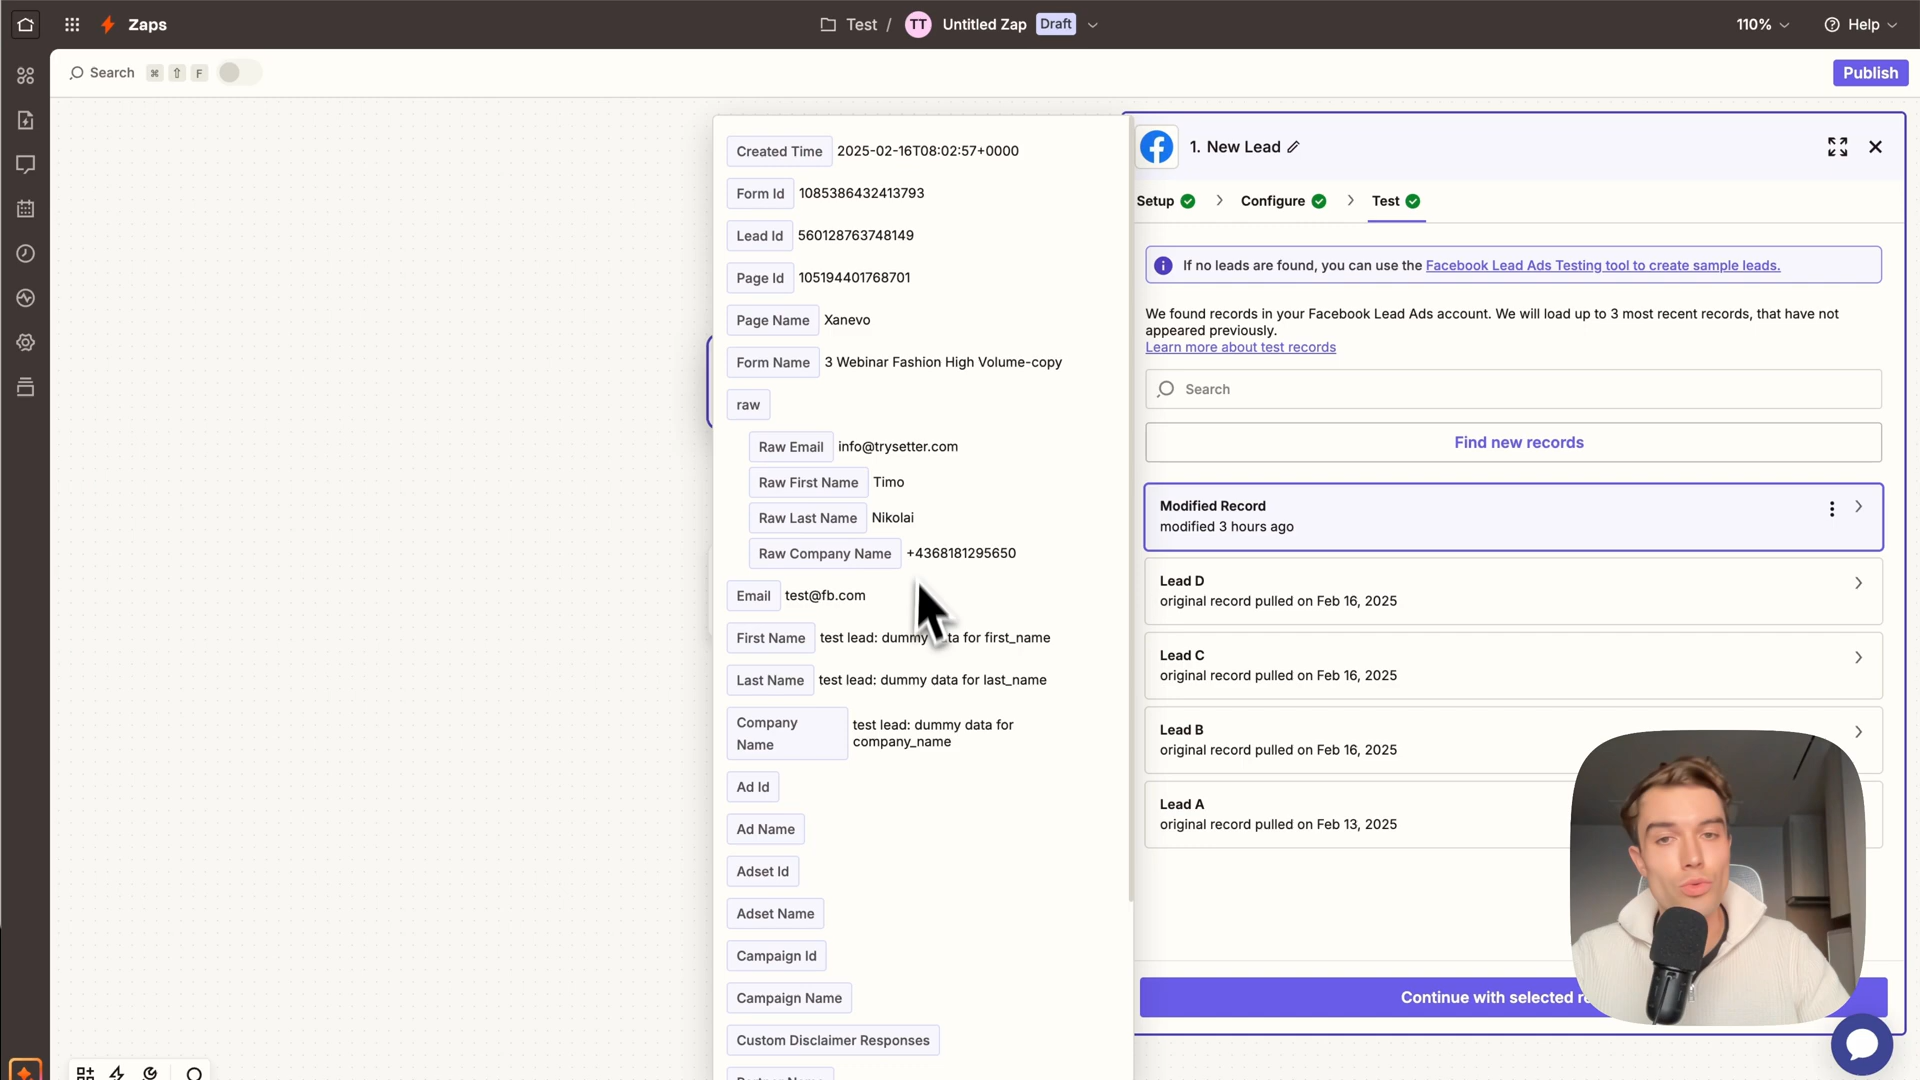 Zaps
Test / TT Untitled Zap Draft
110%
Help
Search ⌘ ⇧ F
Publish
Created Time 2025-02-16T08:02:57+0000
Form Id 1085386432413793
Lead Id 560128763748149
Page Id 105194401768701
Page Name Xanevo
Form Name 3 Webinar Fashion High Volume-copy
raw
Raw Email info@trysetter.com
Raw First Name Timo
Raw Last Name Nikolai
Raw Company Name +4368181295650
Email test@fb.com
First Name test lead: dummy data for first_name
Last Name test lead: dummy data for last_name
Company
Name
test lead: dummy data for
company_name
Ad Id
Ad Name
Adset Id
Adset Name
Campaign Id
Campaign Name
Custom Disclaimer Responses
1. New Lead
Setup > Configure > Test
If no leads are found, you can use the Facebook Lead Ads Testing tool to create sample leads.
We found records in your Facebook Lead Ads account. We will load up to 3 most recent records, that have not
appeared previously.
Learn more about test records
Search
Find new records
Modified Record
modified 3 hours ago
Lead D
original record pulled on Feb 16, 2025
Lead C
original record pulled on Feb 16, 2025
Lead B
original record pulled on Feb 16, 2025
Lead A
original record pulled on Feb 13, 2025
Continue with selected